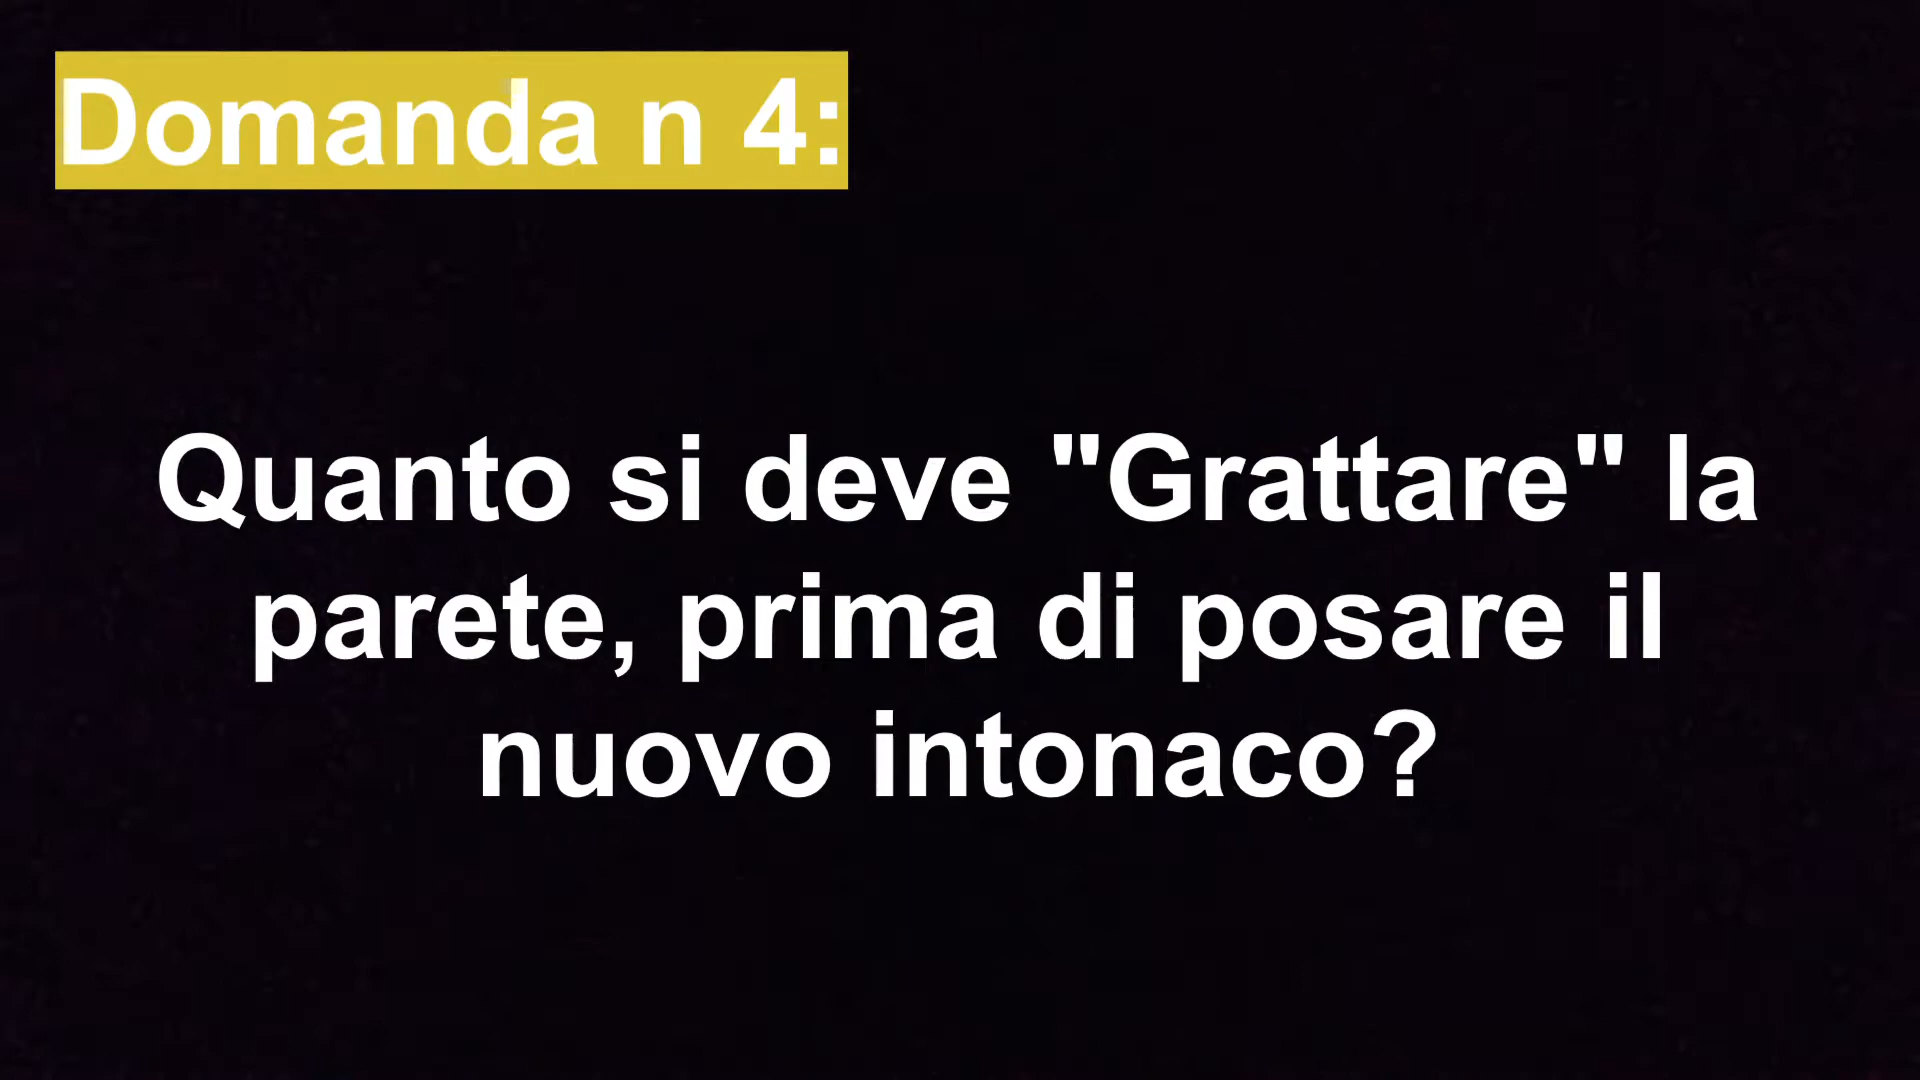 Domanda n 4:
Quanto si deve "Grattare" la
parete, prima di posare il
nuovo intonaco?